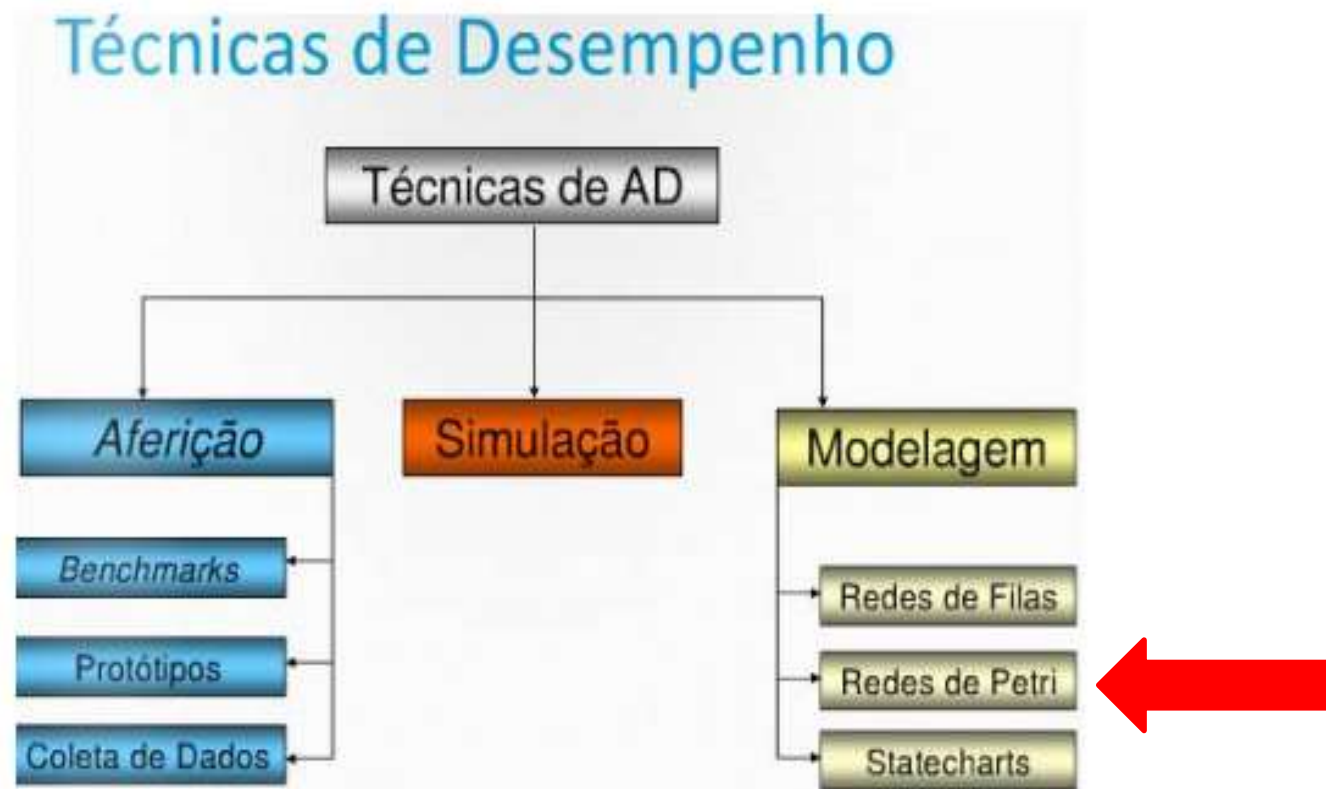 Técnicas de Desempenho
Técnicas de AD
Aferição
Simulação
Modelagem
Benchmarks
Protótipos
Coleta de Dados
Redes de Filas
Redes de Petri
Statecharts